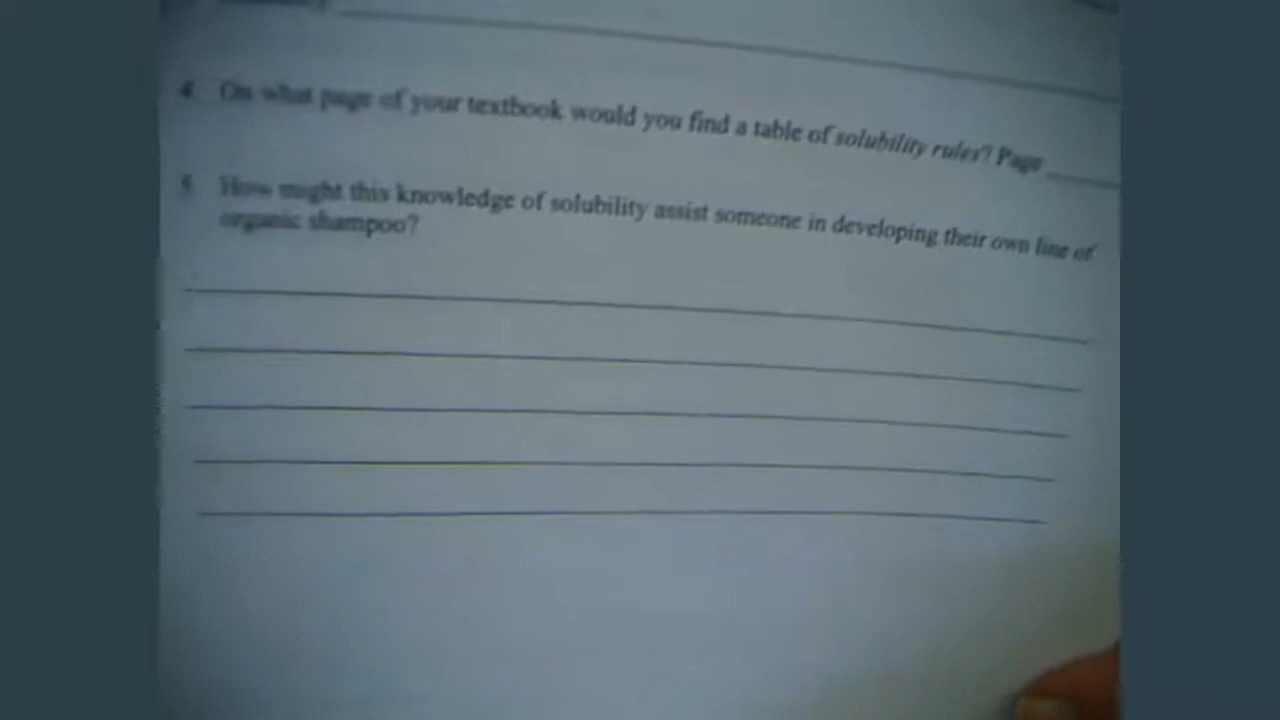 4 On what page of your textbook would you find a table of solubility rules? Page
5 How might this knowledge of solubility assist someone in developing their own line of
organic shampoo?